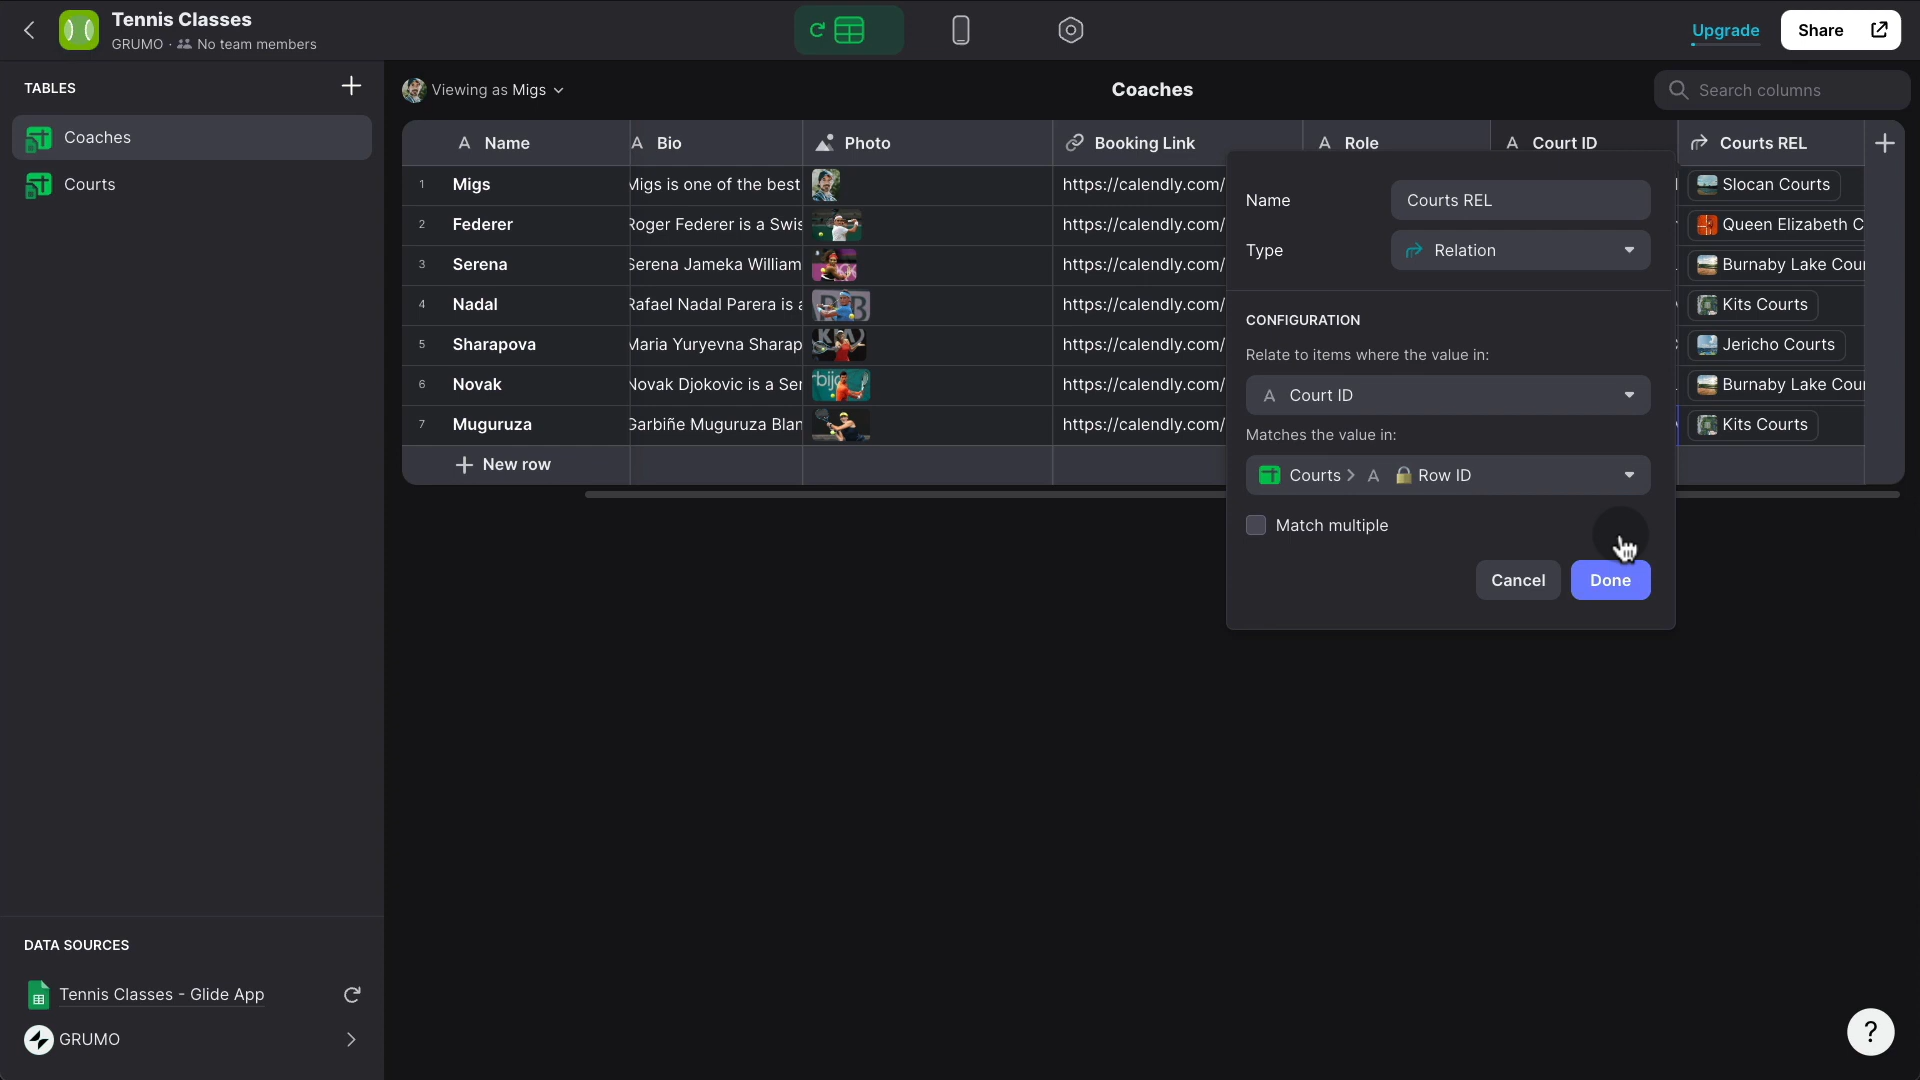 Tennis Classes
GRUMO · No team members
Upgrade
Share
TABLES
Coaches
Courts
Viewing as Migs
Coaches
Search columns
Name
Bio
Photo
Booking Link
Role
Court ID
Courts REL
1 Migs Migs is one of the best https://calendly.com/ Slocan Courts
2 Federer Roger Federer is a Swis https://calendly.com/ Queen Elizabeth C
3 Serena Serena Jameka William https://calendly.com/ Burnaby Lake Cour
4 Nadal Rafael Nadal Parera is a https://calendly.com/ Kits Courts
5 Sharapova Maria Yuryevna Sharap https://calendly.com/ Jericho Courts
6 Novak Novak Djokovic is a Ser https://calendly.com/ Burnaby Lake Cour
7 Muguruza Garbiñe Muguruza Blan https://calendly.com/ Kits Courts
New row
Name
Courts REL
Type
Relation
CONFIGURATION
Relate to items where the value in:
Court ID
Matches the value in:
Courts > Row ID
Match multiple
Cancel
Done
DATA SOURCES
Tennis Classes - Glide App
GRUMO
?